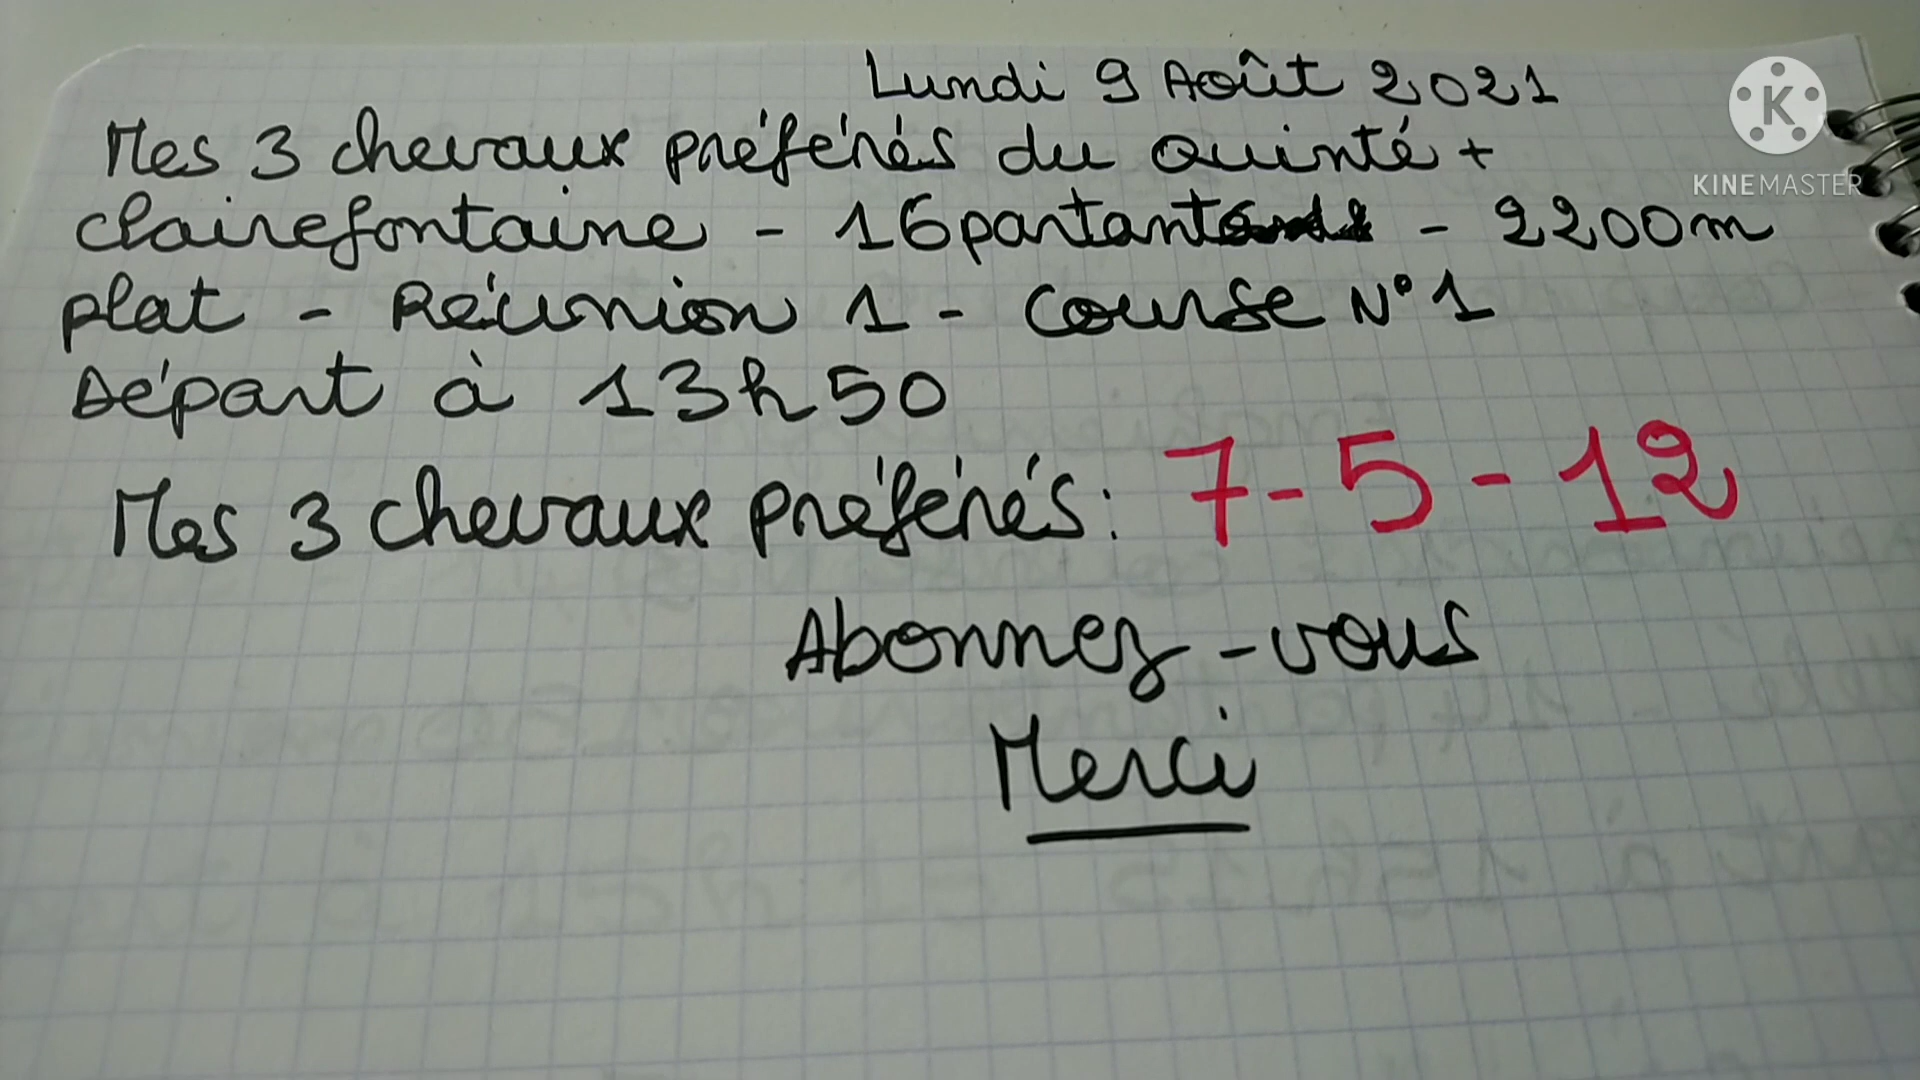 Lundi 9 Août 2021
Mes 3 chevaux préférés du Quinté +
Clairefontaine - 16 partants - 2200m
plat - Réunion 1 - Course N°1
Départ à 13h50
Mes 3 chevaux préférés : 7 - 5 - 12
Abonnez-vous
Merci
K
KINEMASTER